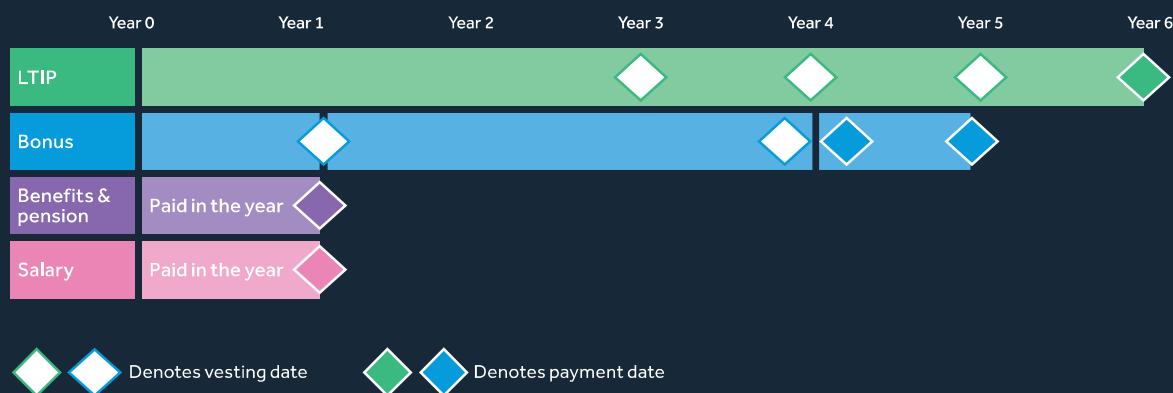 Year 0 Year 1 Year 2 Year 3 Year 4 Year 5 Year 6
LTIP
Bonus
Benefits &
pension
Paid in the year
Salary
Paid in the year
Denotes vesting date
Denotes payment date